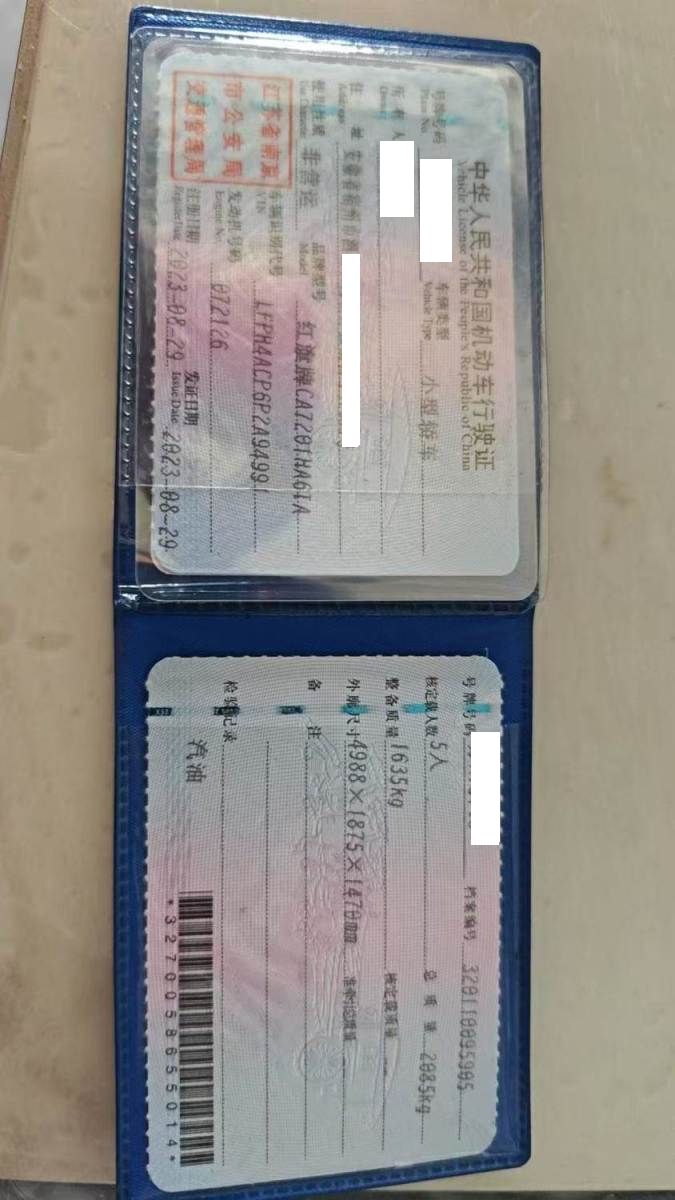 中华人民共和国机动车行驶证
Vehicle License of the People's Republic of China
号牌号码 车辆类型 小型轿车
Plate No. Vehicle Type
所有人
Owner
住址
Address
使用性质 非营运 品牌型号 红旗牌CA7201HA6TA
Use Character Model
江苏省南京
市公安局
交通管理局
车辆识别代号 LFPH4ACP6P2A94991
VIN
发动机号码 072126
Engine No.
注册日期 2023-08-29 发证日期 2023-08-29
Register Date Issue Date
号牌号码 档案编号 320110095905
核定载人数 5人 总质量 2085kg
整备质量 1635kg 核定载质量
外廓尺寸 4988×1875×1470mm 准牵引总质量
备注
检验记录
汽油
*3270058655014*